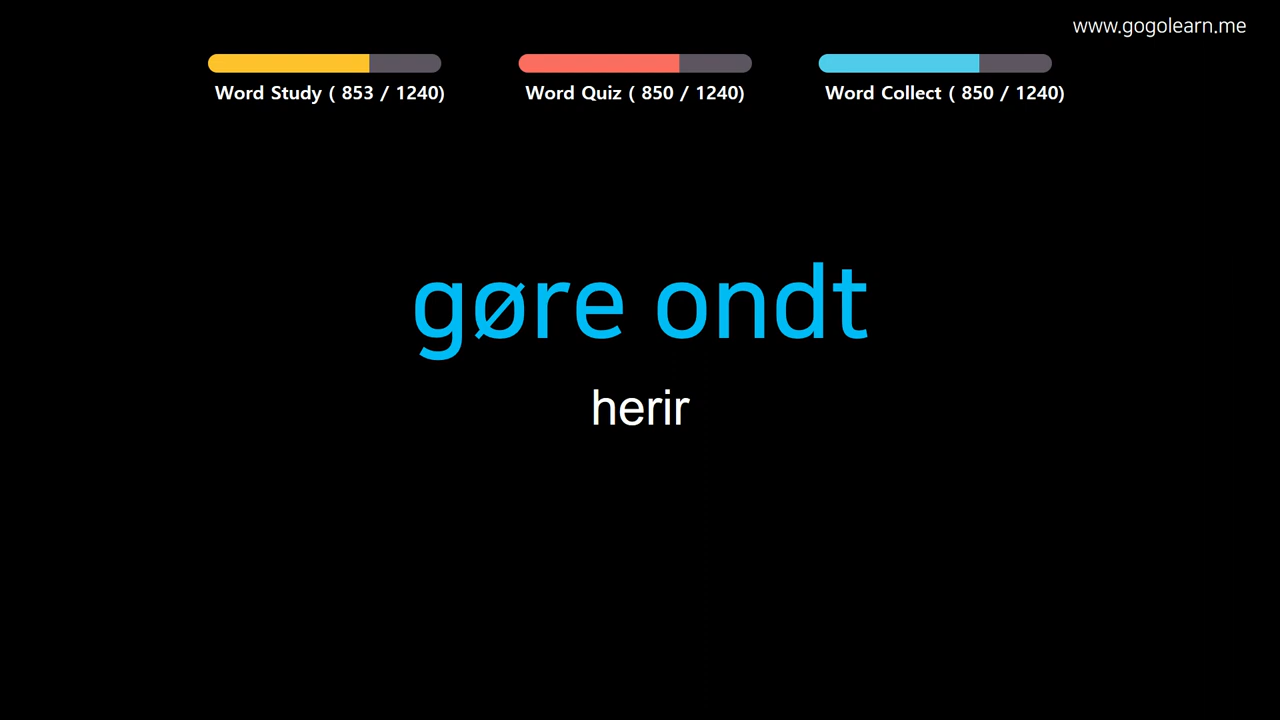 www.gogolearn.me
Word Study ( 853 / 1240)
Word Quiz ( 850 / 1240)
Word Collect ( 850 / 1240)
gøre ondt
herir